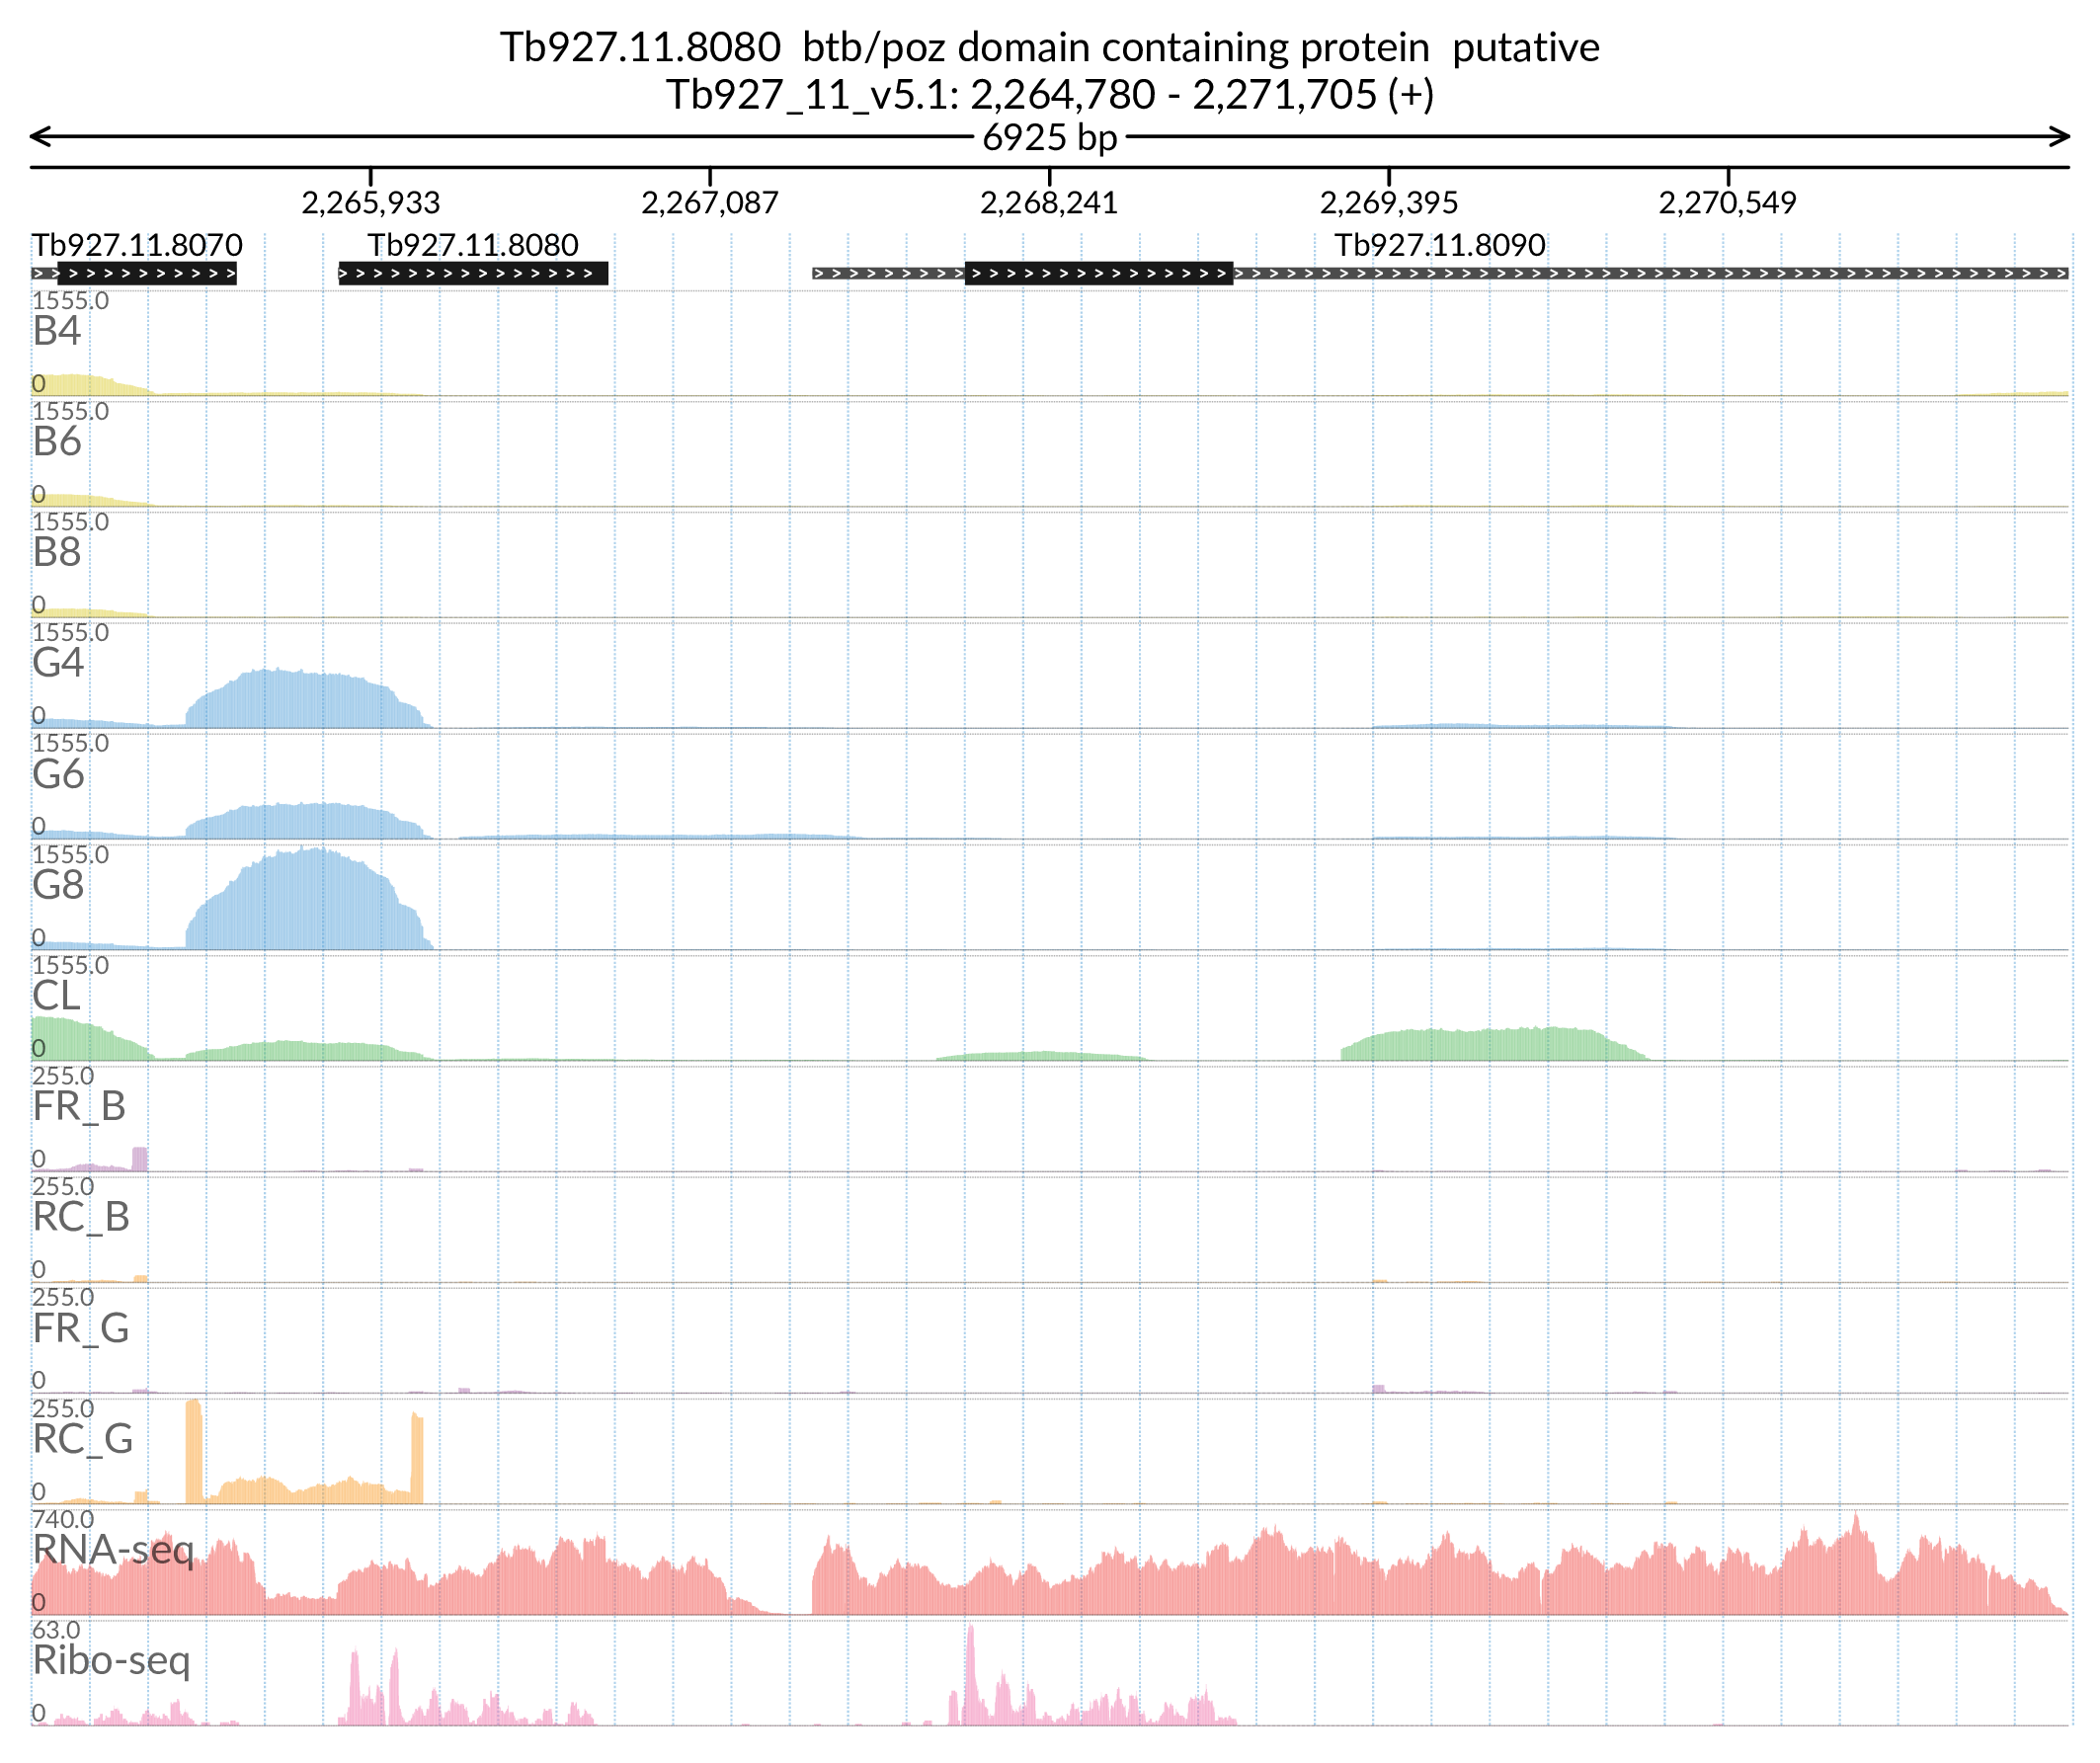 Tb927.11.8080  btb/poz domain containing protein  putative
Tb927_11_v5.1: 2,264,780 - 2,271,705 (+)
6925 bp
2,265,933 2,267,087 2,268,241 2,269,395 2,270,549
Tb927.11.8070 Tb927.11.8080 Tb927.11.8090
1555.0
B4
0
1555.0
B6
0
1555.0
B8
0
1555.0
G4
0
1555.0
G6
0
1555.0
G8
0
1555.0
CL
0
255.0
FR_B
0
255.0
RC_B
0
255.0
FR_G
0
255.0
RC_G
0
740.0
RNA-seq
0
63.0
Ribo-seq
0